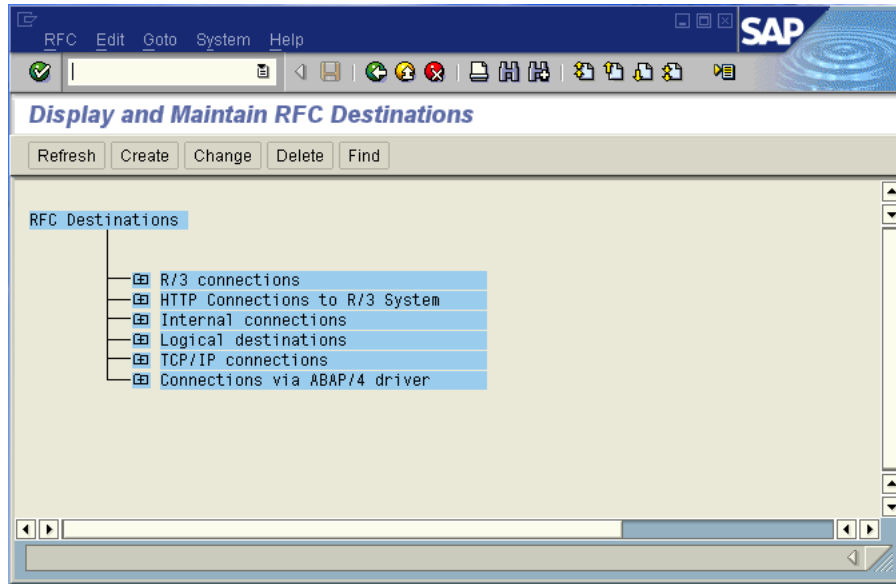 SAP
RFC Edit Goto System Help
Display and Maintain RFC Destinations
Refresh Create Change Delete Find
RFC Destinations
R/3 connections
HTTP Connections to R/3 System
Internal connections
Logical destinations
TCP/IP connections
Connections via ABAP/4 driver